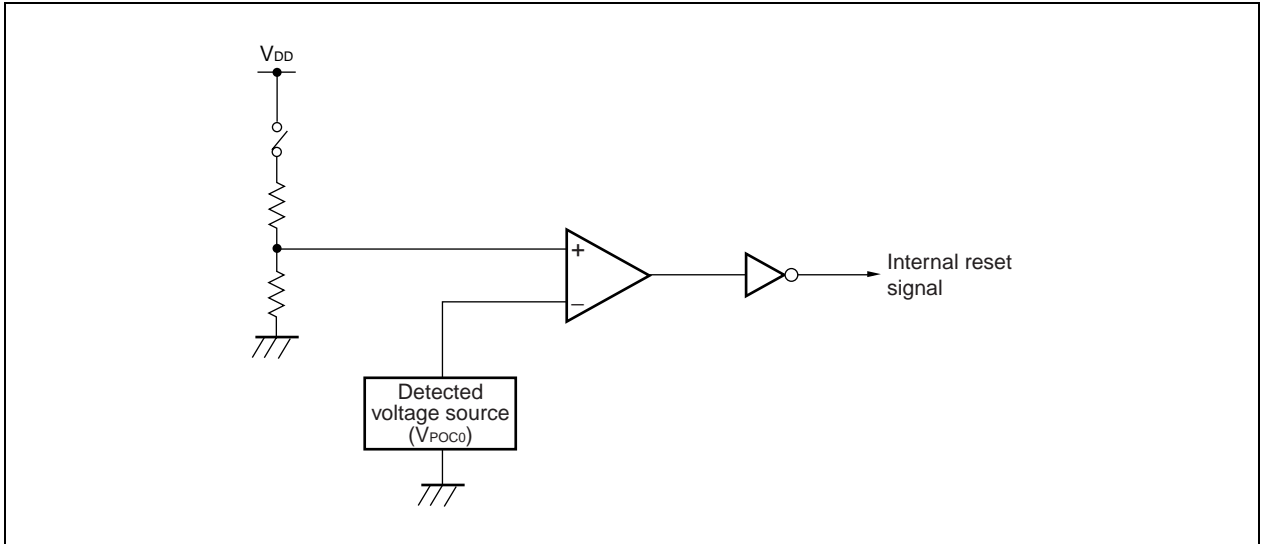 VDD
+
−
Internal reset
signal
Detected
voltage source
(VPOC0)